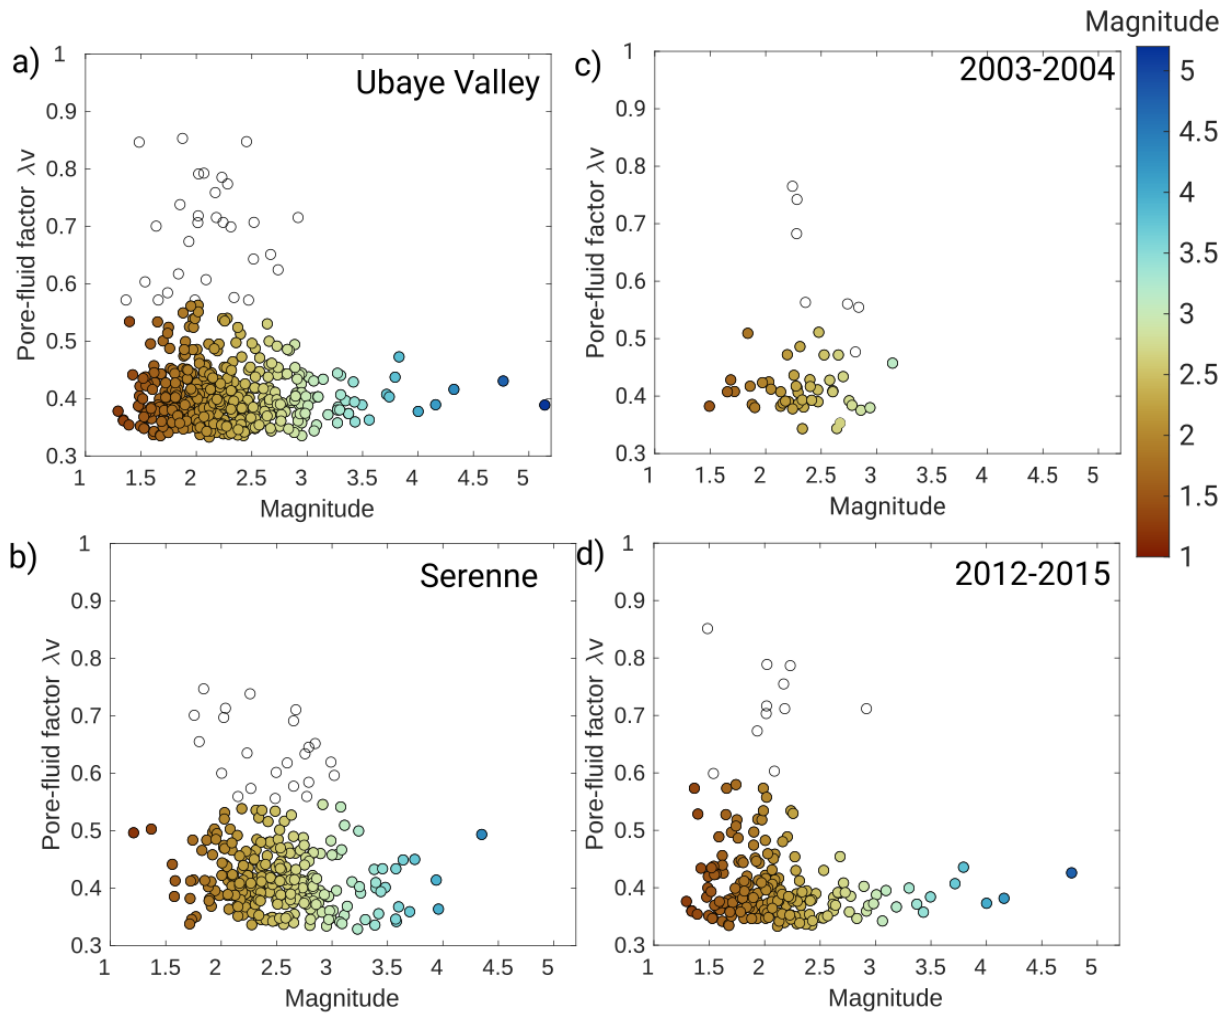 Magnitude
a)
Ubaye Valley
1
0.9
0.8
0.7
0.6
0.5
0.4
0.3
Pore-fluid factor λv
1 1.5 2 2.5 3 3.5 4 4.5 5
Magnitude
c)
2003-2004
1
0.9
0.8
0.7
0.6
0.5
0.4
0.3
Pore-fluid factor λv
1 1.5 2 2.5 3 3.5 4 4.5 5
Magnitude
5
4.5
4
3.5
3
2.5
2
1.5
1
b)
Serenne
1
0.9
0.8
0.7
0.6
0.5
0.4
0.3
Pore-fluid factor λv
1 1.5 2 2.5 3 3.5 4 4.5 5
Magnitude
d)
2012-2015
1
0.9
0.8
0.7
0.6
0.5
0.4
0.3
Pore-fluid factor λv
1 1.5 2 2.5 3 3.5 4 4.5 5
Magnitude